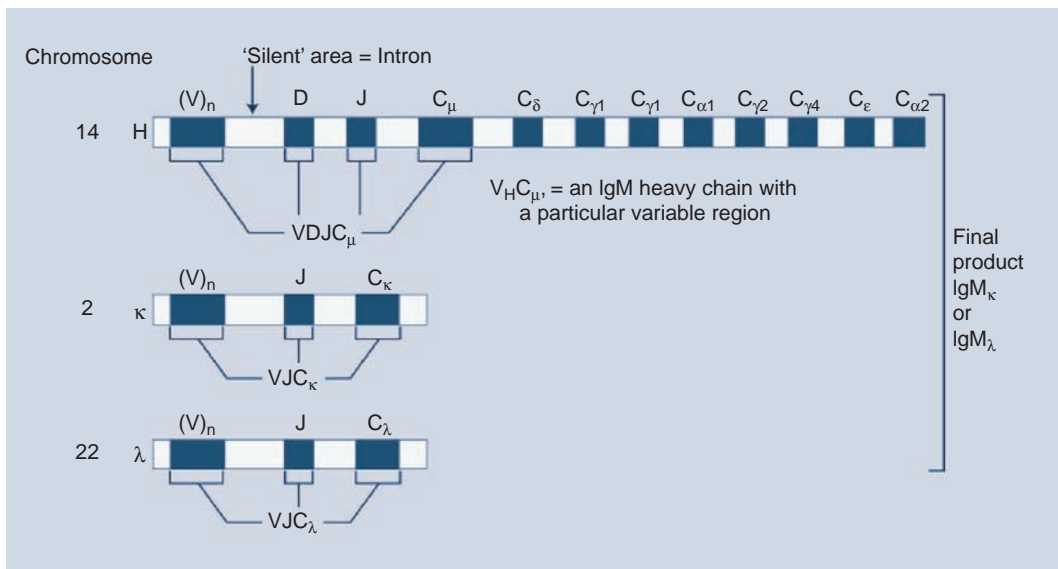 Chromosome
'Silent' area = Intron
(V)n D J Cμ Cδ Cγ1 Cγ1 Cα1 Cγ2 Cγ4 Cε Cα2
14 H
VHCμ, = an IgM heavy chain with
a particular variable region
VDJCμ
(V)n J Cκ
2 κ
VJCκ
(V)n J Cλ
22 λ
VJCλ
Final
product
IgMκ
or
IgMλ